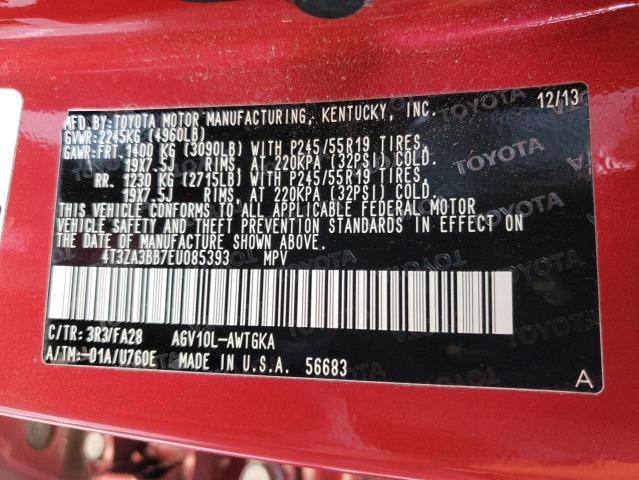 MFD.BY:TOYOTA MOTOR MANUFACTURING, KENTUCKY, INC. 12/13
GVWR:2245KG (4960LB)
GAWR:FRT.1400 KG (3090LB) WITH P245/55R19 TIRES,
19X7.5J RIMS, AT 220KPA (32PSI) COLD.
RR. 1230 KG (2715LB) WITH P245/55R19 TIRES,
19X7.5J RIMS, AT 220KPA (32PSI) COLD.
THIS VEHICLE CONFORMS TO ALL APPLICABLE FEDERAL MOTOR
VEHICLE SAFETY AND THEFT PREVENTION STANDARDS IN EFFECT ON
THE DATE OF MANUFACTURE SHOWN ABOVE.
4T3ZA3BB7EU085393 MPV
C/TR: 3R3/FA28 AGV10L-AWTGKA
A/TM:-01A/U760E MADE IN U.S.A. 56683
A